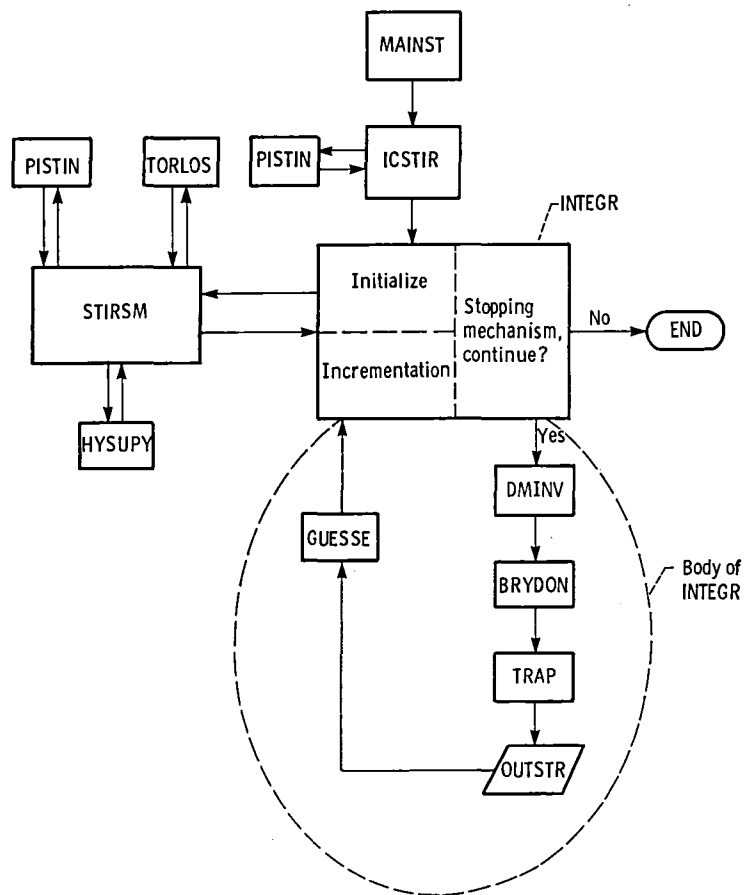 MAINST
PISTIN
TORLOS
PISTIN
ICSTIR
INTEGR
Initialize
STIRSM
Stopping
mechanism,
continue?
No
END
Incrementation
HYSUPY
Yes
DMINV
GUESSE
BRYDON
Body of
INTEGR
TRAP
OUTSTR